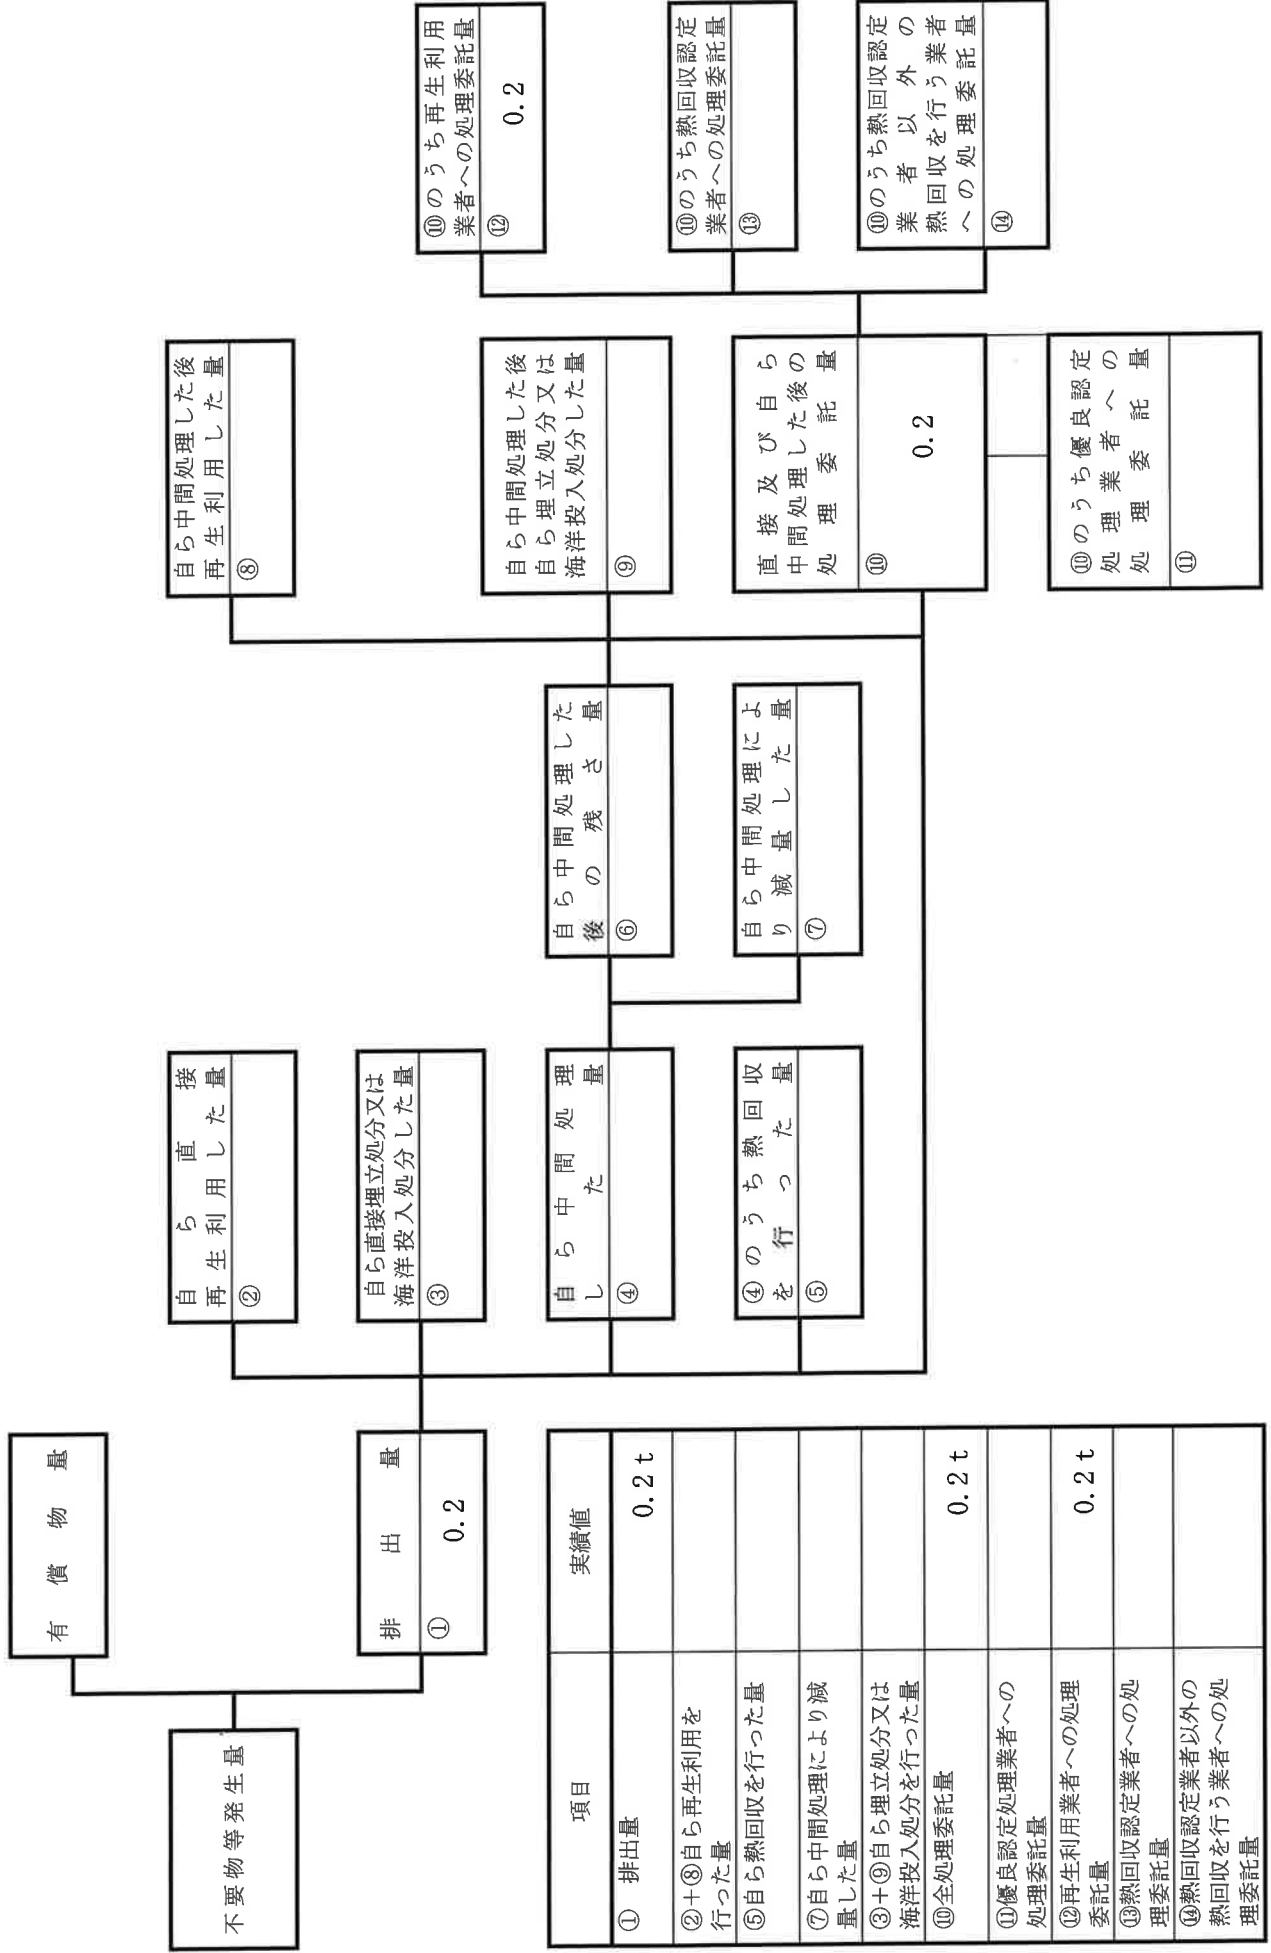 有償物量
不要物等発生量
排出量
①
0.2
自ら直接
再生利用した量
②
自ら直接埋立処分又は
海洋投入処分した量
③
自ら中間処理
した量
④
④のうち熱回収
を行った量
⑤
自ら中間処理した
後の残さ量
⑥
自ら中間処理によ
り減量した量
⑦
自ら中間処理した後
再生利用した量
⑧
自ら中間処理した後
自ら埋立処分又は
海洋投入処分した量
⑨
直接及び自ら
中間処理した後の
処理委託量
⑩
0.2
⑩のうち優良認定
処理業者への
処理委託量
⑪
⑩のうち再生利用
業者への処理委託量
⑫
0.2
⑩のうち熱回収認定
業者への処理委託量
⑬
⑩のうち熱回収認定
業者以外の
熱回収を行う業者
への処理委託量
⑭
項目 実績値
① 排出量 0.2t
②+⑧自ら再生利用を
行った量
⑤自ら熱回収を行った量
⑦自ら中間処理により減
量した量
③+⑨自ら埋立処分又は
海洋投入処分を行った量
⑩全処理委託量 0.2t
⑪優良認定処理業者への
処理委託量
⑫再生利用業者への処理
委託量 0.2t
⑬熱回収認定業者への処
理委託量
⑭熱回収認定業者以外の
熱回収を行う業者への処
理委託量